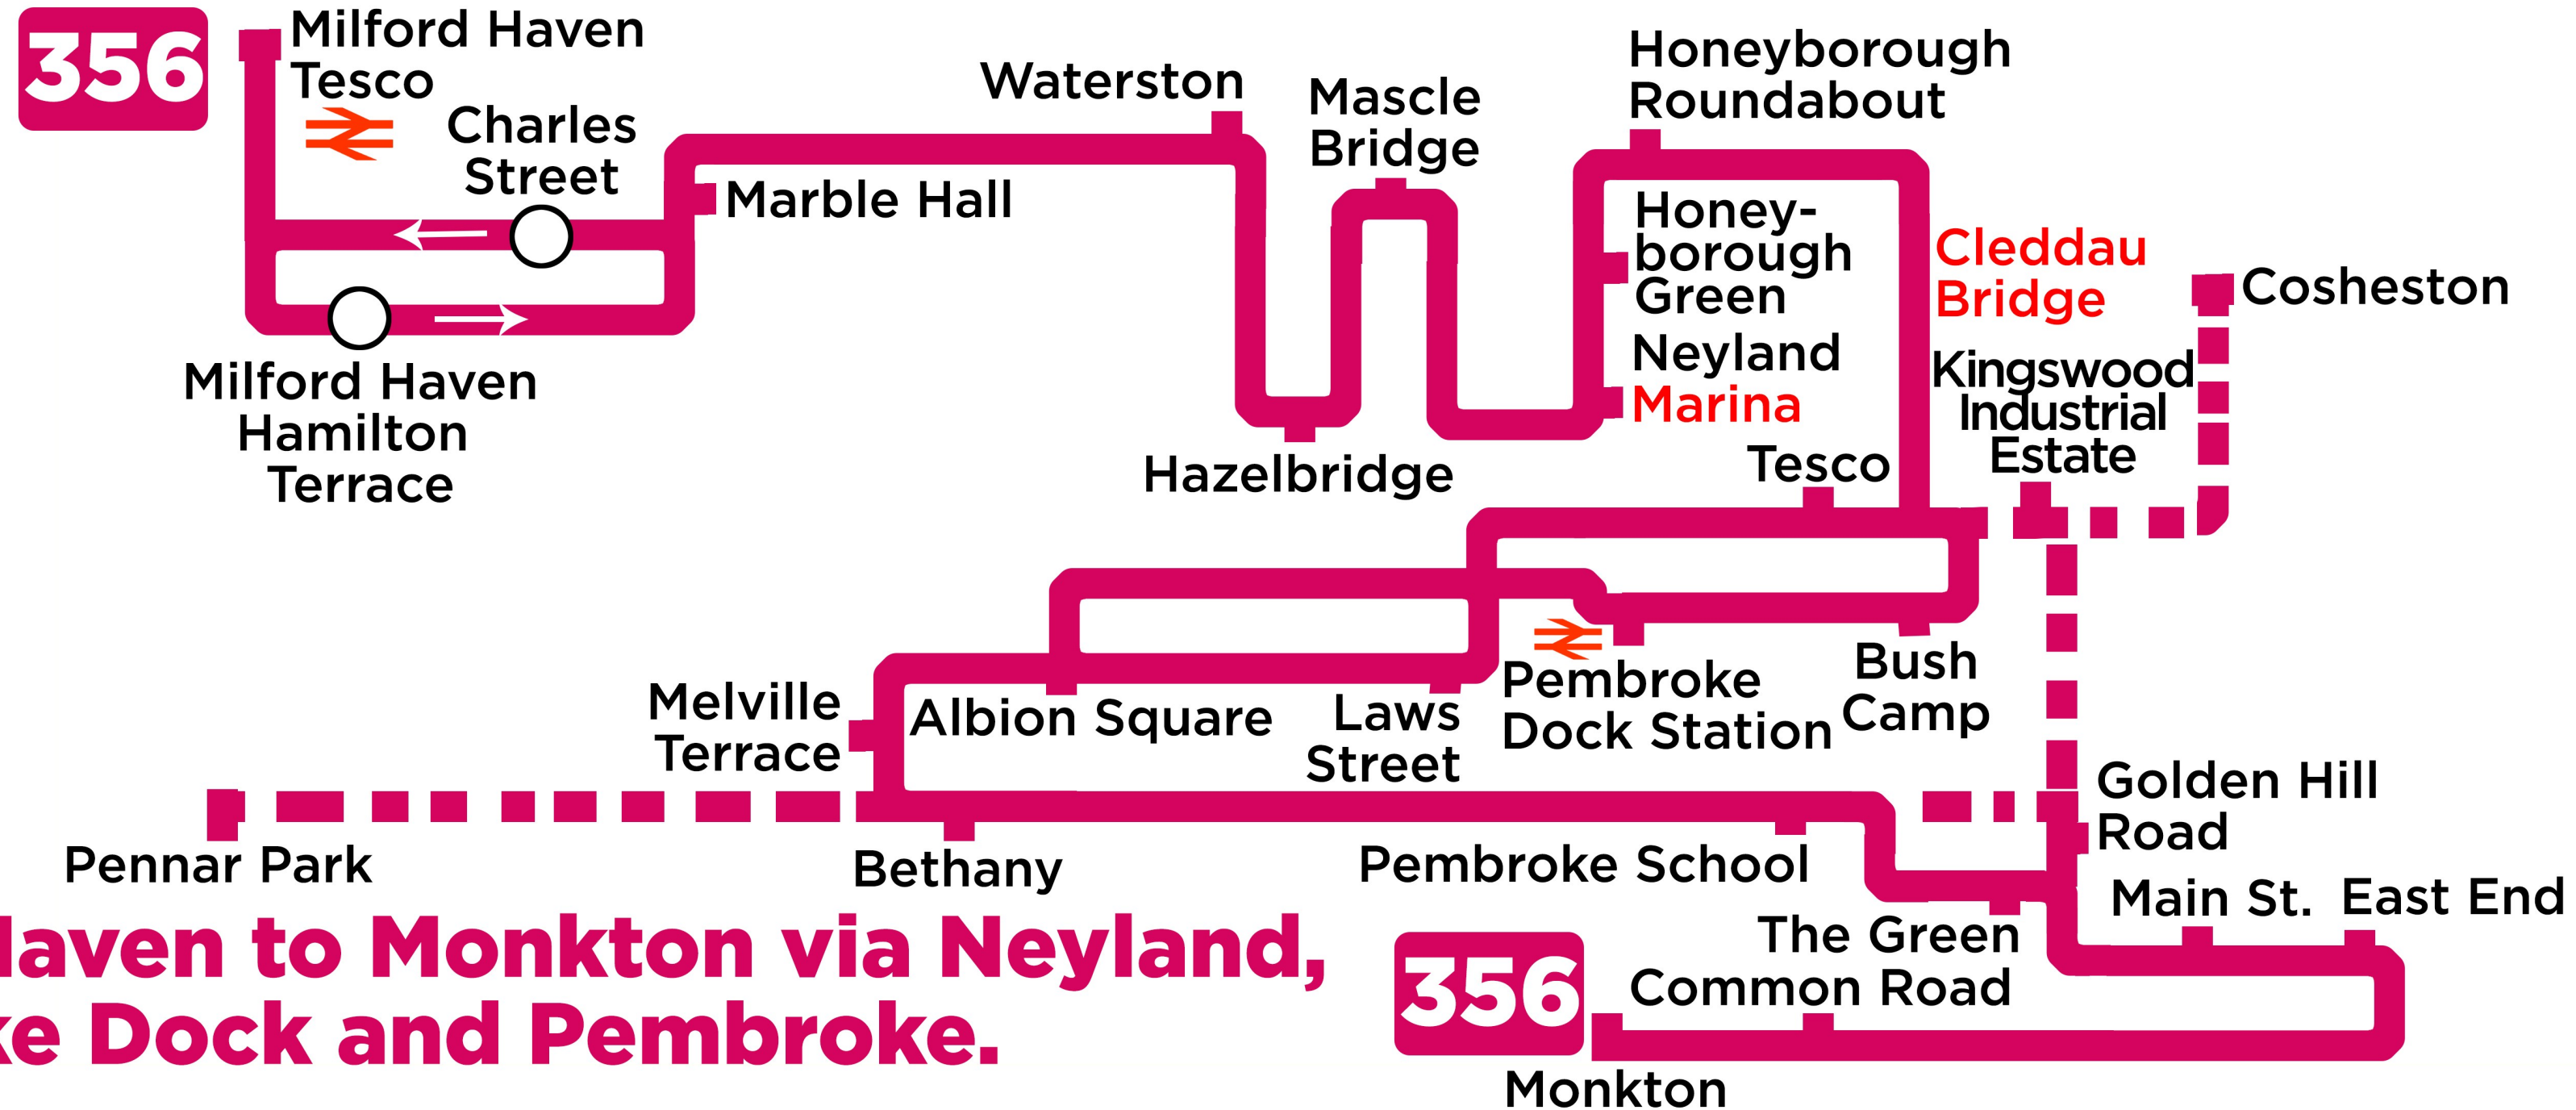 356
Milford Haven
Tesco
Charles
Street
Waterston
Mascle
Bridge
Honeyborough
Roundabout
Marble Hall
Honey-
borough
Green
Cleddau
Bridge
Cosheston
Neyland
Marina
Kingswood
Industrial
Estate
Milford Haven
Hamilton
Terrace
Hazelbridge
Tesco
Melville
Terrace
Albion Square
Laws
Street
Pembroke
Dock Station
Bush
Camp
Golden Hill
Road
Pennar Park
Bethany
Pembroke School
Main St.
East End
The Green
Common Road
Haven to Monkton via Neyland,
ke Dock and Pembroke.
356
Monkton